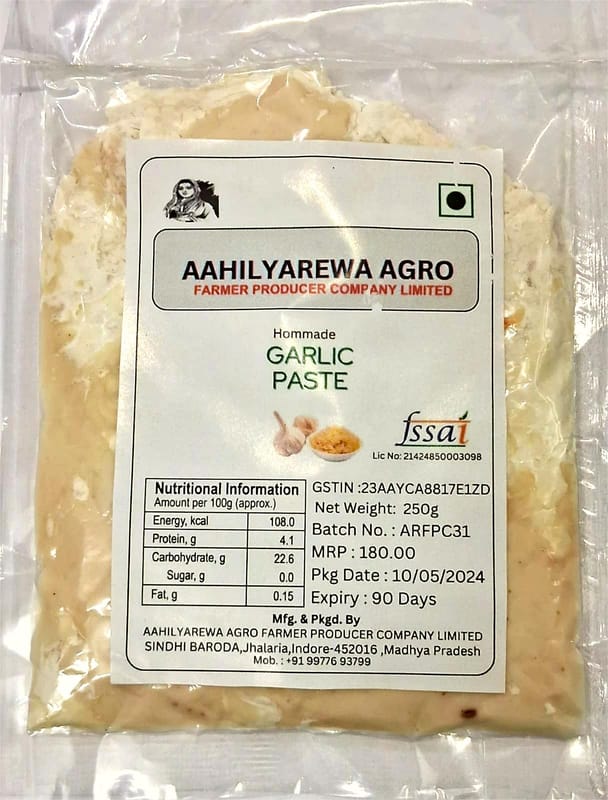 AAHILYAREWA AGRO
FARMER PRODUCER COMPANY LIMITED
Hommade
GARLIC
PASTE
fssai
Lic No: 21424850003098
Nutritional Information
Amount per 100g (approx.)
Energy, kcal 108.0
Protein, g 4.1
Carbohydrate, g 22.6
Sugar, g 0.0
Fat, g 0.15
GSTIN :23AAYCA8817E1ZD
Net Weight: 250g
Batch No. : ARFPC31
MRP : 180.00
Pkg Date : 10/05/2024
Expiry : 90 Days
Mfg. & Pkgd. By
AAHILYAREWA AGRO FARMER PRODUCER COMPANY LIMITED
SINDHI BARODA,Jhalaria,Indore-452016 ,Madhya Pradesh
Mob. : +91 99776 93799